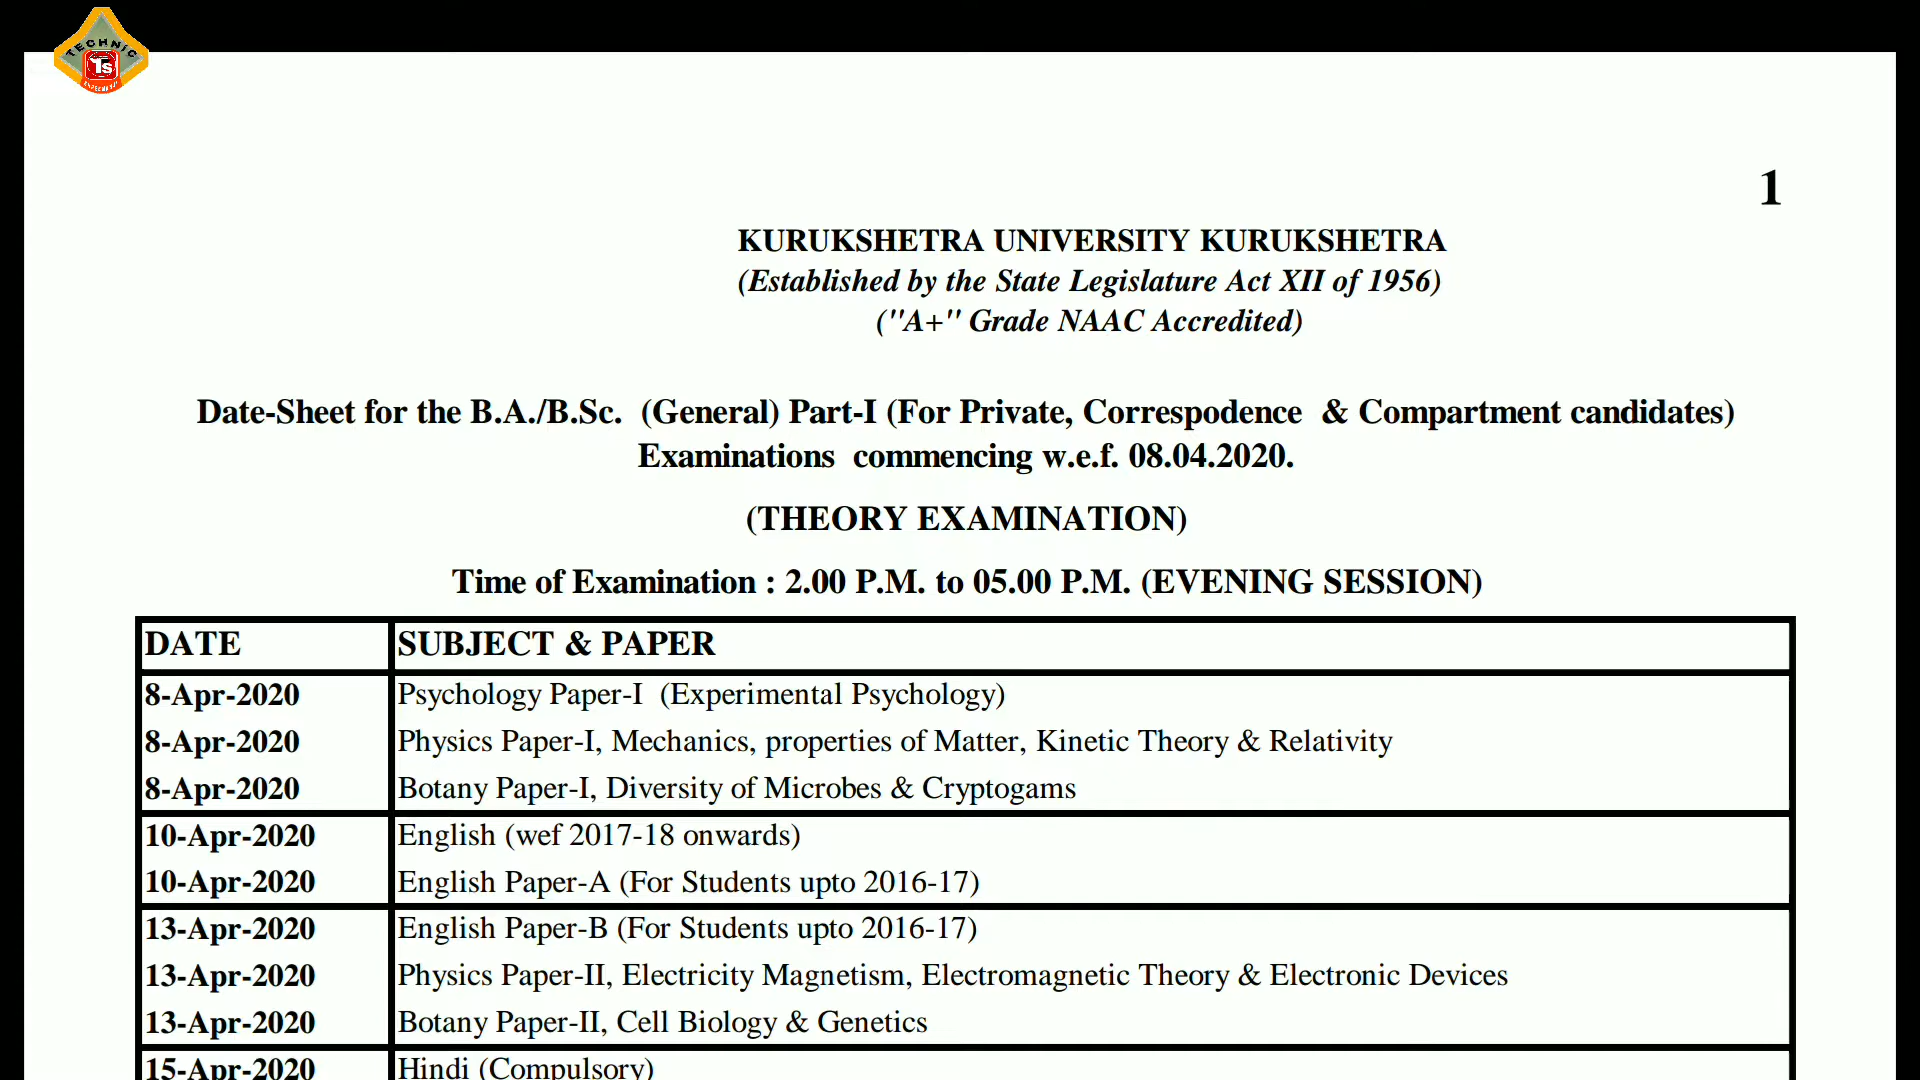 TECHNIC
Ts
1
KURUKSHETRA UNIVERSITY KURUKSHETRA
(Established by the State Legislature Act XII of 1956)
("A+" Grade NAAC Accredited)
Date-Sheet for the B.A./B.Sc. (General) Part-I (For Private, Correspodence & Compartment candidates)
Examinations commencing w.e.f. 08.04.2020.
(THEORY EXAMINATION)
Time of Examination : 2.00 P.M. to 05.00 P.M. (EVENING SESSION)
DATE SUBJECT & PAPER
8-Apr-2020 Psychology Paper-I (Experimental Psychology)
8-Apr-2020 Physics Paper-I, Mechanics, properties of Matter, Kinetic Theory & Relativity
8-Apr-2020 Botany Paper-I, Diversity of Microbes & Cryptogams
10-Apr-2020 English (wef 2017-18 onwards)
10-Apr-2020 English Paper-A (For Students upto 2016-17)
13-Apr-2020 English Paper-B (For Students upto 2016-17)
13-Apr-2020 Physics Paper-II, Electricity Magnetism, Electromagnetic Theory & Electronic Devices
13-Apr-2020 Botany Paper-II, Cell Biology & Genetics
15-Apr-2020 Hindi (Compulsory)